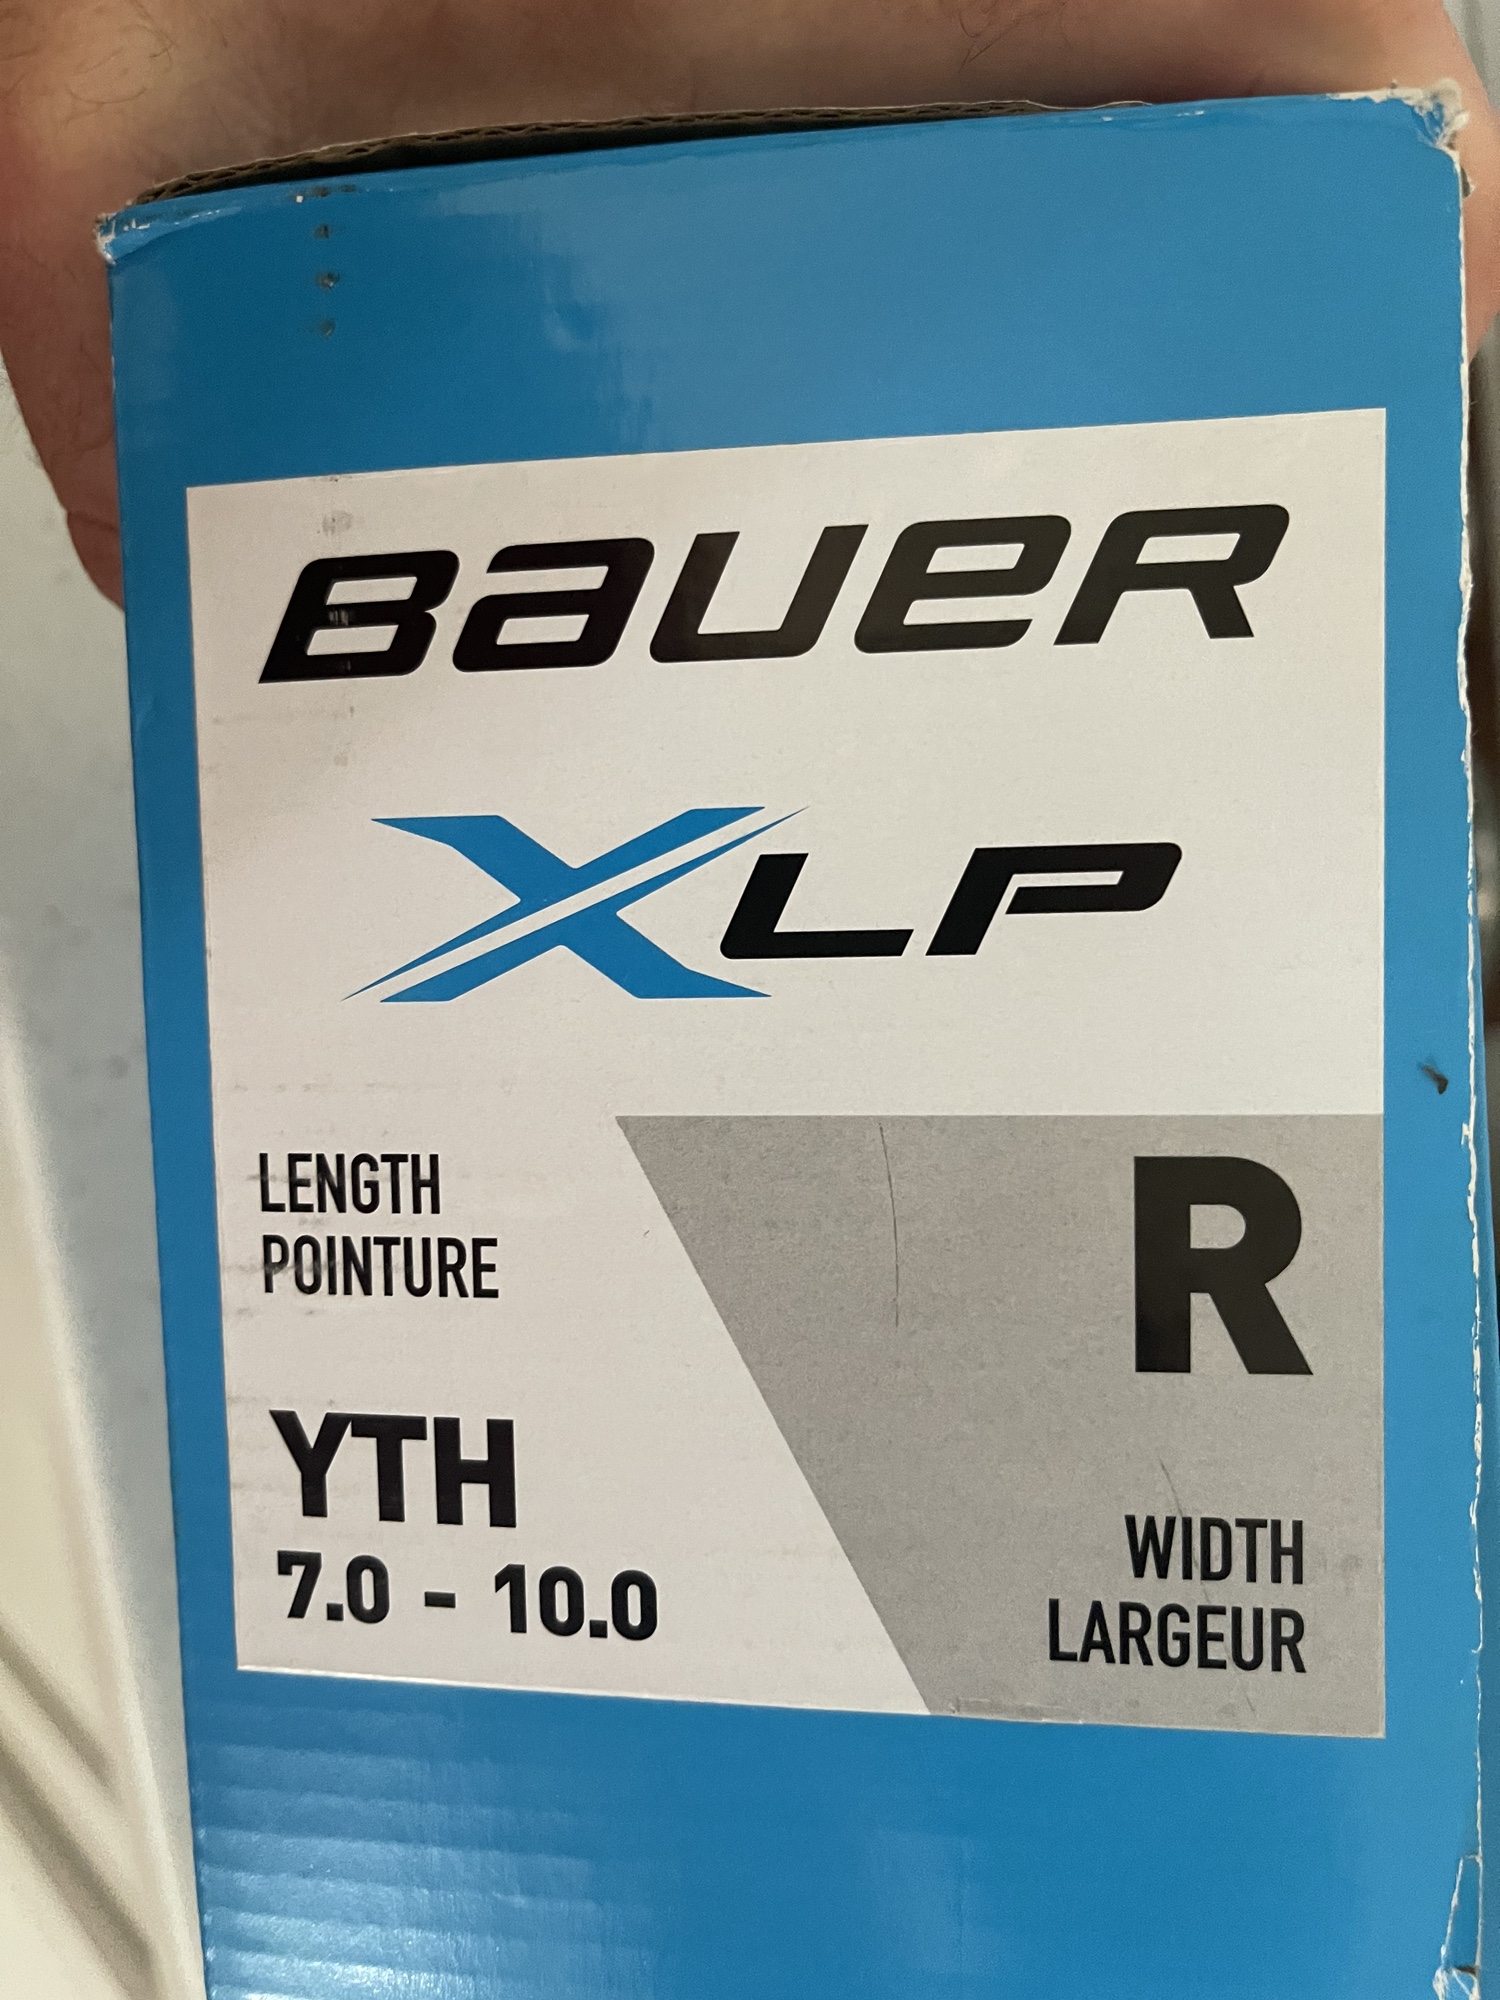 BAUER
XLP
LENGTH
POINTURE
YTH
7.0 - 10.0
R
WIDTH
LARGEUR